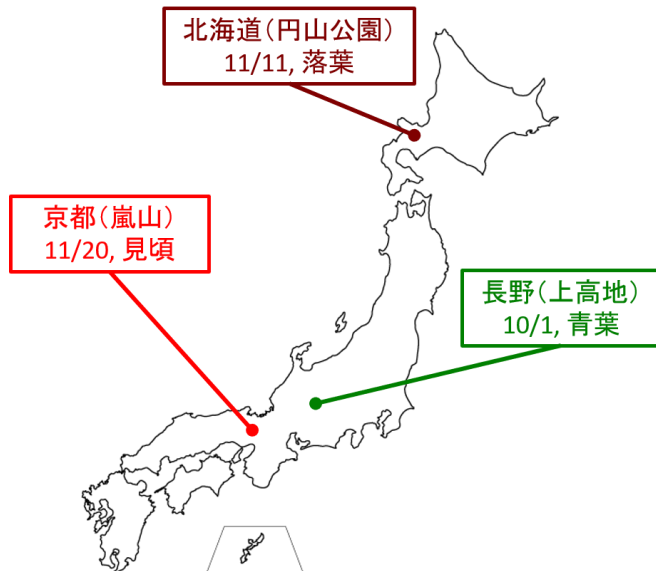 北海道（円山公園）
11/11, 落葉
京都（嵐山）
11/20, 見頃
長野（上高地）
10/1, 青葉